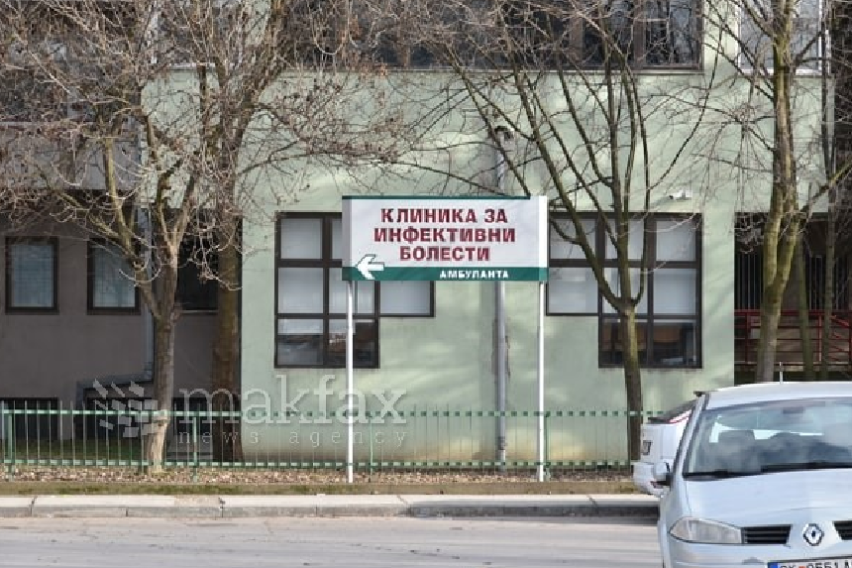 КЛИНИКА ЗА
ИНФЕКТИВНИ
БОЛЕСТИ
АМБУЛАНТА
makfax
news agency